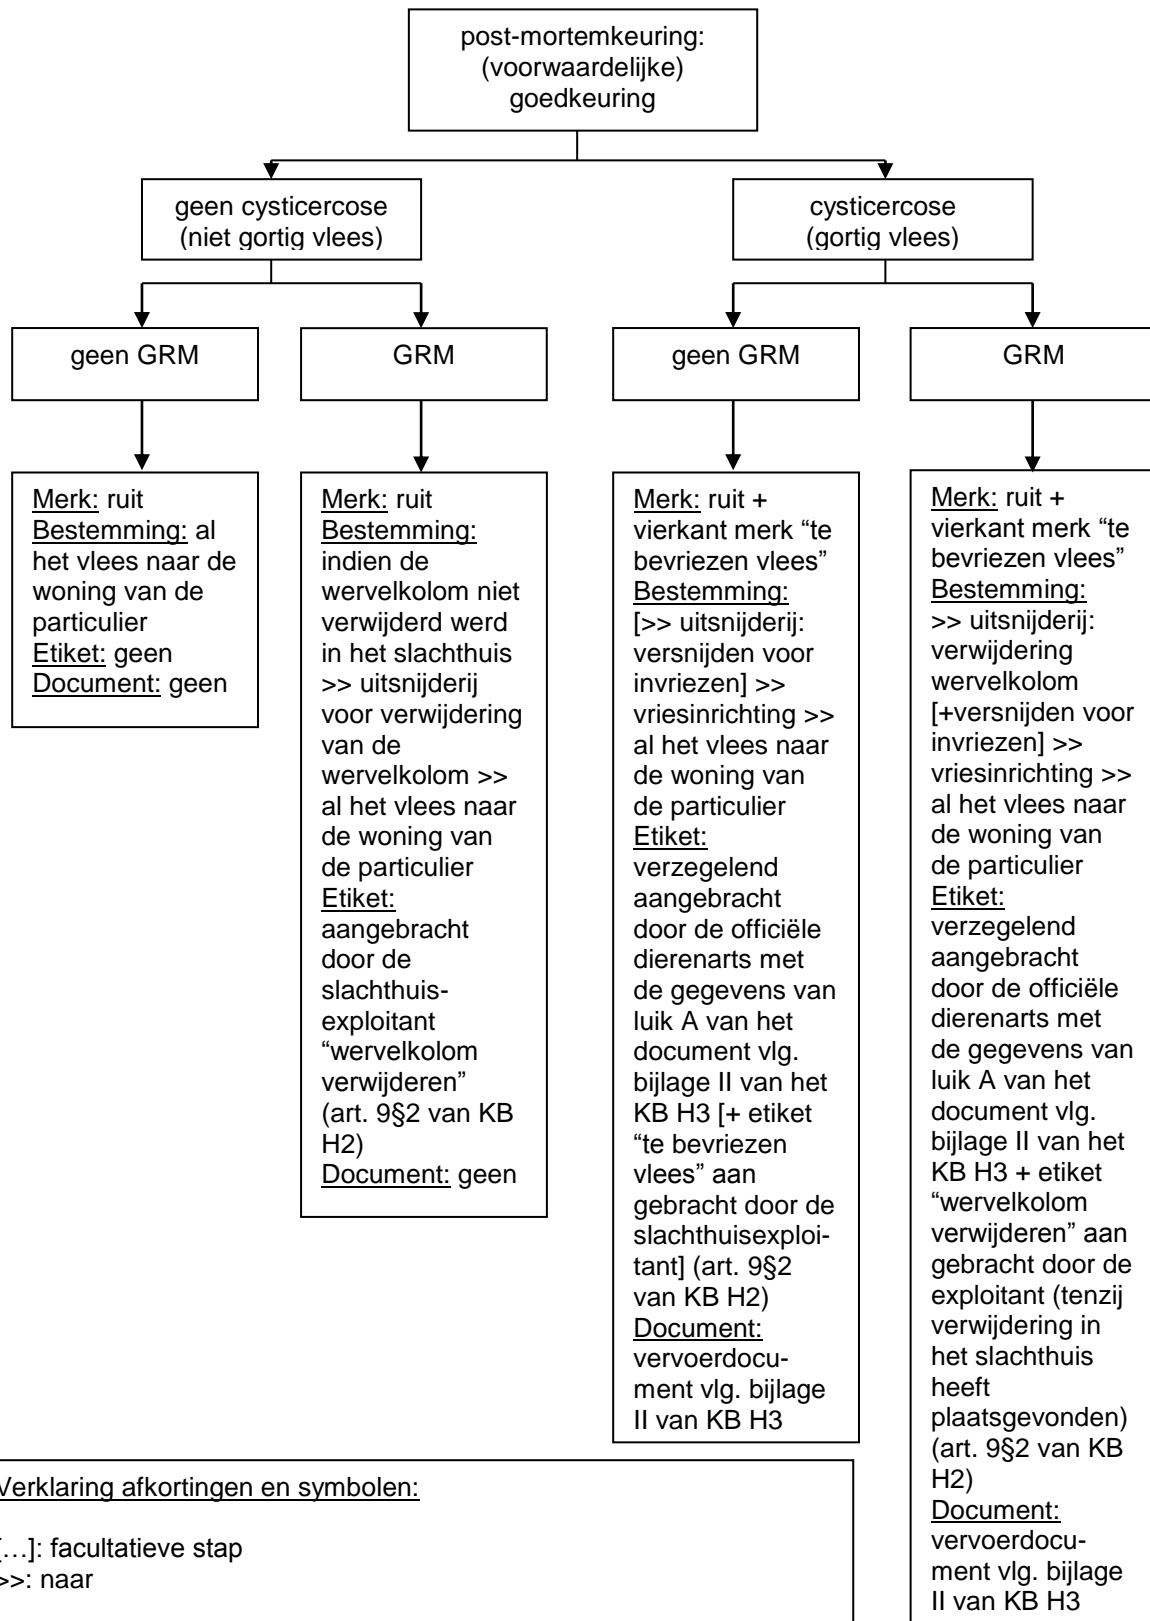 post-mortemkeuring:
(voorwaardelijke)
goedkeuring
geen cysticercose
(niet gortig vlees)
cysticercose
(gortig vlees)
geen GRM
GRM
geen GRM
GRM
Merk: ruit
Bestemming: al
het vlees naar de
woning van de
particulier
Etiket: geen
Document: geen
Merk: ruit
Bestemming:
indien de
wervelkolom niet
verwijderd werd
in het slachthuis
>> uitsnijderij
voor verwijdering
van de
wervelkolom >>
al het vlees naar
de woning van
de particulier
Etiket:
aangebracht
door de
slachthuis-
exploitant
“wervelkolom
verwijderen”
(art. 9§2 van KB
H2)
Document: geen
Merk: ruit +
vierkant merk “te
bevriezen vlees”
Bestemming:
[>> uitsnijderij:
versnijden voor
invriezen] >>
vriesinrichting >>
al het vlees naar
de woning van
de particulier
Etiket:
verzegelend
aangebracht
door de officiële
dierenarts met
de gegevens van
luik A van het
document vlg.
bijlage II van het
KB H3 [+ etiket
“te bevriezen
vlees” aan
gebracht door de
slachthuisexploi-
tant] (art. 9§2
van KB H2)
Document:
vervoerdocu-
ment vlg. bijlage
II van KB H3
Merk: ruit +
vierkant merk “te
bevriezen vlees”
Bestemming:
>> uitsnijderij:
verwijdering
wervelkolom
[+versnijden voor
invriezen] >>
vriesinrichting >>
al het vlees naar
de woning van
de particulier
Etiket:
verzegelend
aangebracht
door de officiële
dierenarts met
de gegevens van
luik A van het
document vlg.
bijlage II van het
KB H3 + etiket
“wervelkolom
verwijderen” aan
gebracht door de
exploitant (tenzij
verwijdering in
het slachthuis
heeft
plaatsgevonden)
(art. 9§2 van KB
H2)
Document:
vervoerdocu-
ment vlg. bijlage
II van KB H3
Verklaring afkortingen en symbolen:
[…]: facultatieve stap
>>: naar